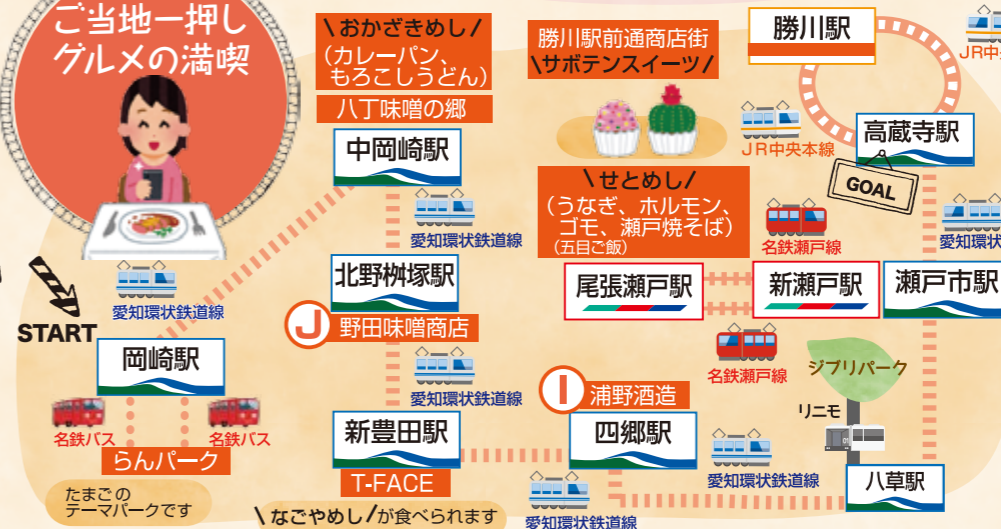 ご当地一押し
グルメの満喫
START
愛知環状鉄道線
岡崎駅
名鉄バス
名鉄バス
らんパーク
たまごの
テーマパークです
\おかざきめし/
(カレーパン、
もろこしうどん)
八丁味噌の郷
中岡崎駅
愛知環状鉄道線
北野桝塚駅
J 野田味噌商店
愛知環状鉄道線
新豊田駅
T-FACE
\なごやめし/が食べられます
愛知環状鉄道線
I 浦野酒造
四郷駅
愛知環状鉄道線
八草駅
リニモ
01
ジブリパーク
瀬戸市駅
新瀬戸駅
尾張瀬戸駅
名鉄瀬戸線
名鉄瀬戸線
\せとめし/
(うなぎ、ホルモン、
ゴモ、瀬戸焼そば)
(五目ご飯)
愛知環状
高蔵寺駅
GOAL
JR中央本線
勝川駅
勝川駅前通商店街
\サボテンスイーツ/
JR中央